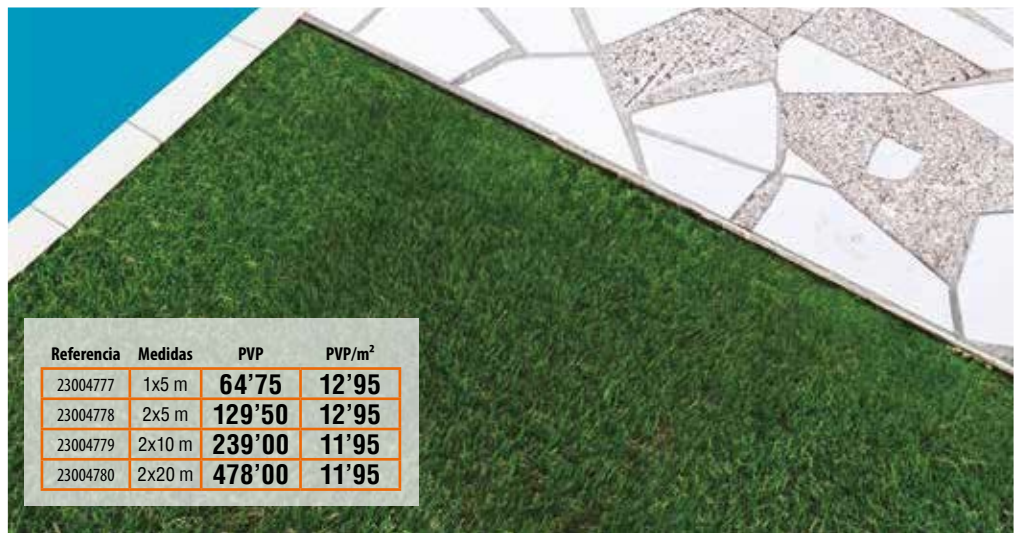 Referencia Medidas PVP PVP/m²
23004777 1x5 m 64’75 12’95
23004778 2x5 m 129’50 12’95
23004779 2x10 m 239’00 11’95
23004780 2x20 m 478’00 11’95